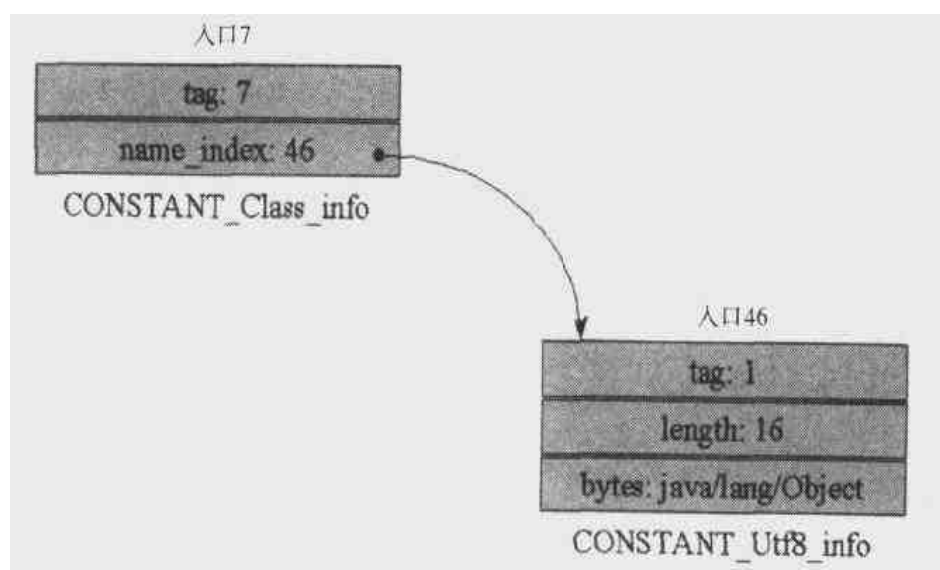 入口7
tag: 7
name_index: 46
CONSTANT_Class_info
入口46
tag: 1
length: 16
bytes: java/lang/Object
CONSTANT_Utf8_info